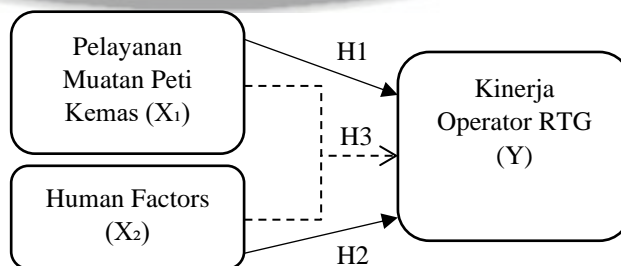 Pelayanan
Muatan Peti
Kemas (X₁)
H1
Kinerja
Operator RTG
(Y)
H3
Human Factors
(X₂)
H2